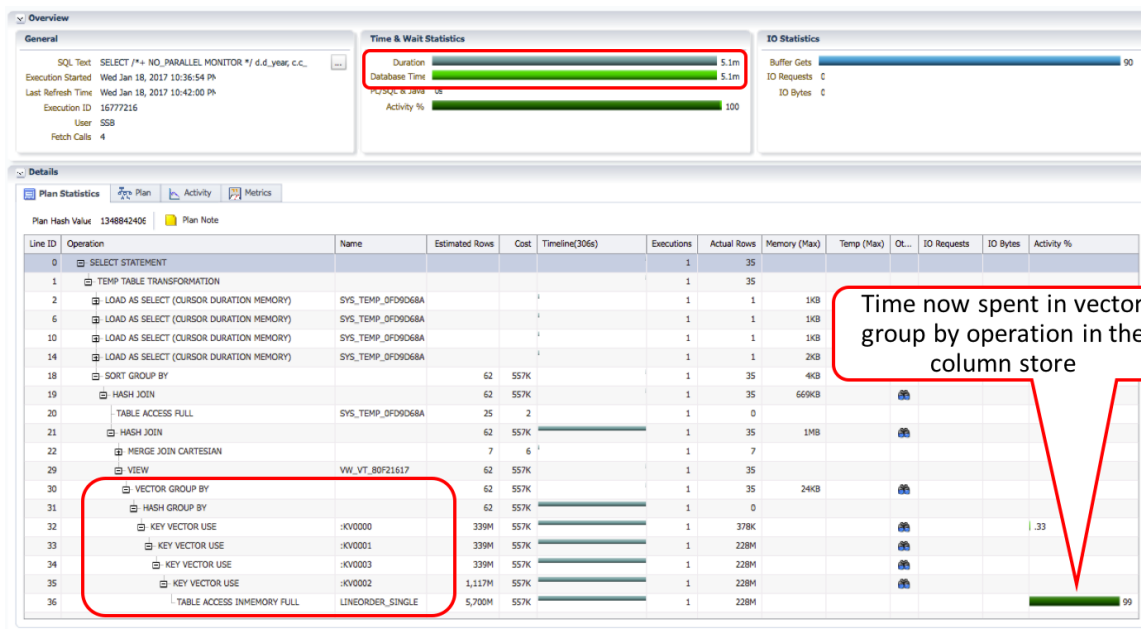 Overview
General
SQL Text SELECT /*+ NO_PARALLEL MONITOR */ d.d_year, c.c_ ...
Execution Started Wed Jan 18, 2017 10:36:54 PM
Last Refresh Time Wed Jan 18, 2017 10:42:00 PM
Execution ID 16777216
User SSB
Fetch Calls 4
Time & Wait Statistics
Duration 5.1m
Database Time 5.1m
PL/SQL & Java 0s
Activity % 100
IO Statistics
Buffer Gets 90
IO Requests 0
IO Bytes 0
Details
Plan Statistics Plan Activity Metrics
Plan Hash Value 1348842406 Plan Note
Line ID Operation Name Estimated Rows Cost Timeline(306s) Executions Actual Rows Memory (Max) Temp (Max) Ot... IO Requests IO Bytes Activity %
0 SELECT STATEMENT 1 35
1 TEMP TABLE TRANSFORMATION 1 35
2 LOAD AS SELECT (CURSOR DURATION MEMORY) SYS_TEMP_0FD9D68A 1 1 1KB
6 LOAD AS SELECT (CURSOR DURATION MEMORY) SYS_TEMP_0FD9D68A 1 1 1KB
10 LOAD AS SELECT (CURSOR DURATION MEMORY) SYS_TEMP_0FD9D68A 1 1 1KB
14 LOAD AS SELECT (CURSOR DURATION MEMORY) SYS_TEMP_0FD9D68A 1 1 2KB
18 SORT GROUP BY 62 557K 1 35 4KB
19 HASH JOIN 62 557K 1 35 669KB
20 TABLE ACCESS FULL SYS_TEMP_0FD9D68A 25 2 1 0
21 HASH JOIN 62 557K 1 35 1MB
22 MERGE JOIN CARTESIAN 7 6 1 7
29 VIEW VW_VT_80F21617 62 557K 1 35
30 VECTOR GROUP BY 62 557K 1 35 24KB
31 HASH GROUP BY 62 557K 1 0
32 KEY VECTOR USE :KV0000 339M 557K 1 378K .33
33 KEY VECTOR USE :KV0001 339M 557K 1 228M
34 KEY VECTOR USE :KV0003 339M 557K 1 228M
35 KEY VECTOR USE :KV0002 1,117M 557K 1 228M
36 TABLE ACCESS INMEMORY FULL LINEORDER_SINGLE 5,700M 557K 1 228M 99
Time now spent in vector
group by operation in the
column store